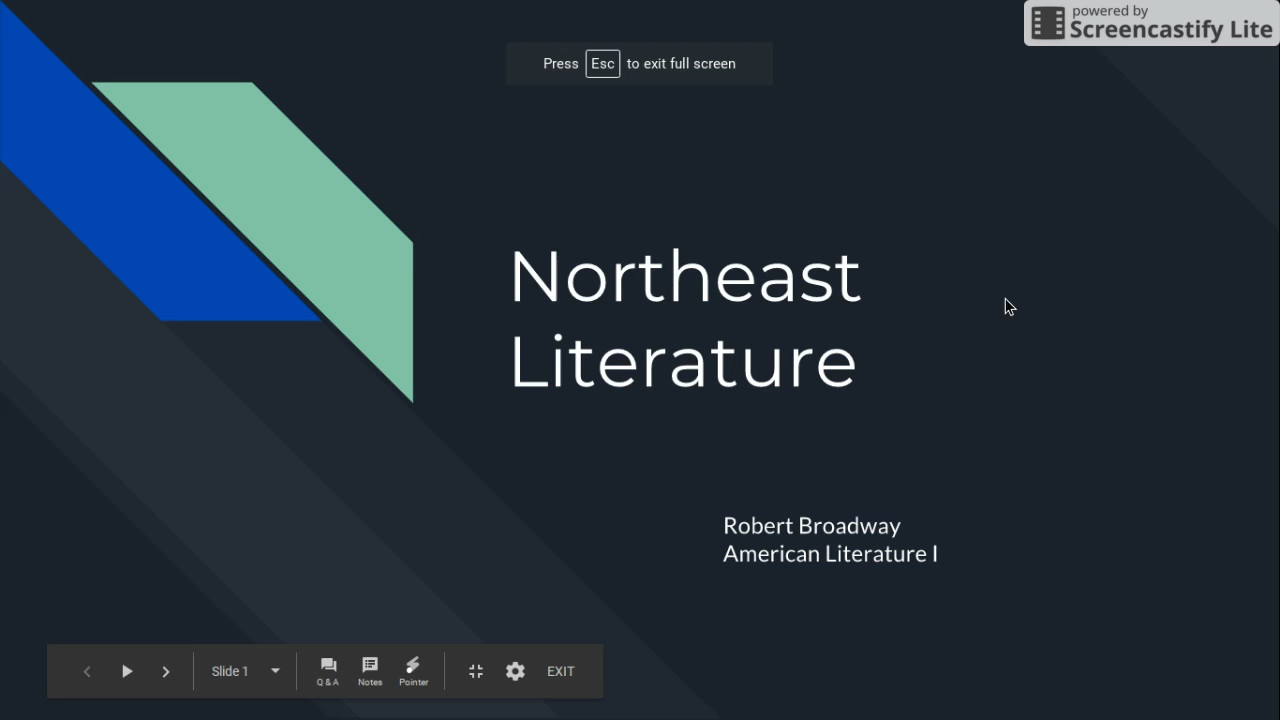 powered by
Screencastify Lite
Press Esc to exit full screen
Northeast
Literature
Robert Broadway
American Literature I
Slide 1
Q & A
Notes
Pointer
EXIT